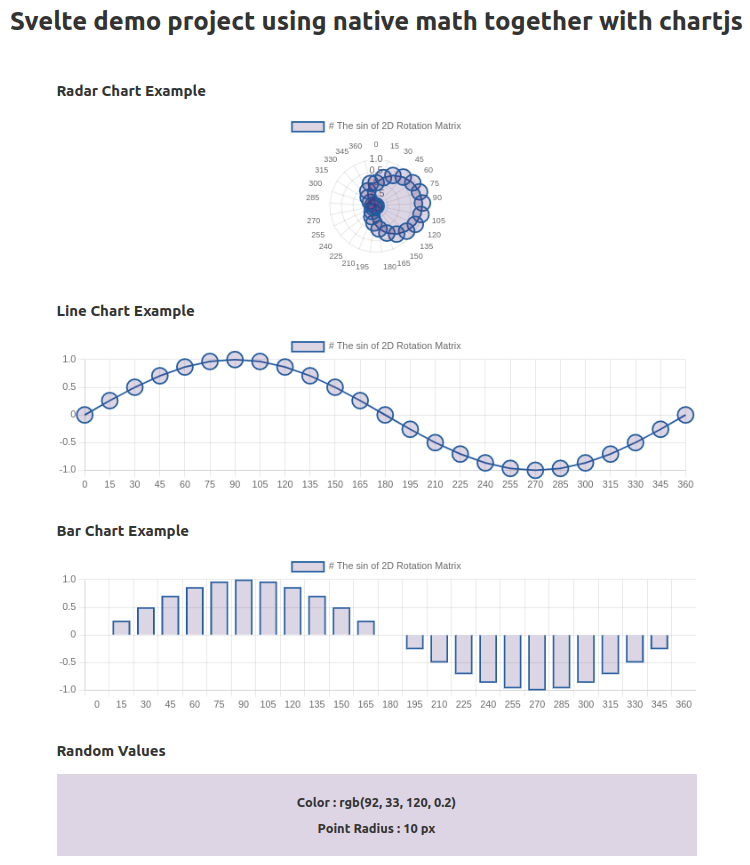 Svelte demo project using native math together with chartjs
Radar Chart Example
# The sin of 2D Rotation Matrix
0
345 360 15 30
330 1.0 45
315 0.5 60
300 75
285 90
270 105
255 120
240 135
225 150
210 195 180 165
Line Chart Example
# The sin of 2D Rotation Matrix
1.0
0.5
0
-0.5
-1.0
0 15 30 45 60 75 90 105 120 135 150 165 180 195 210 225 240 255 270 285 300 315 330 345 360
Bar Chart Example
# The sin of 2D Rotation Matrix
1.0
0.5
0
-0.5
-1.0
0 15 30 45 60 75 90 105 120 135 150 165 180 195 210 225 240 255 270 285 300 315 330 345 360
Random Values
Color : rgb(92, 33, 120, 0.2)
Point Radius : 10 px